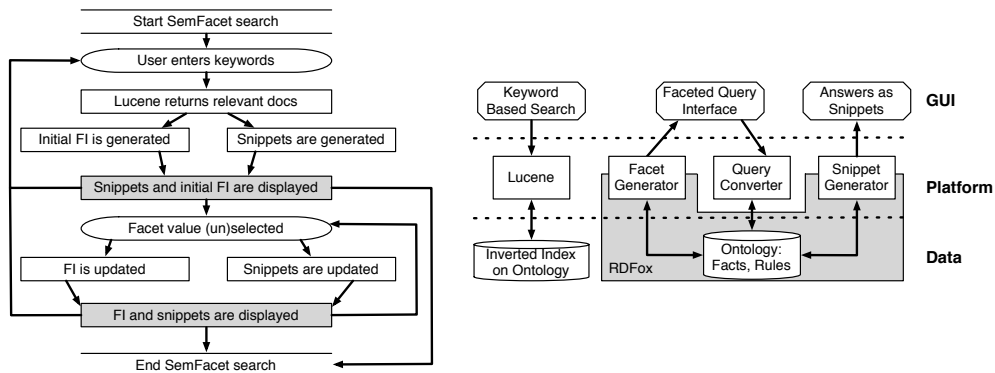 Start SemFacet search
User enters keywords
Lucene returns relevant docs
Initial FI is generated
Snippets are generated
Snippets and initial FI are displayed
Facet value (un)selected
FI is updated
Snippets are updated
FI and snippets are displayed
End SemFacet search
Keyword
Based Search
Faceted Query
Interface
Answers as
Snippets
GUI
Lucene
Facet
Generator
Query
Converter
Snippet
Generator
Platform
Inverted Index
on Ontology
RDFox
Ontology:
Facts, Rules
Data